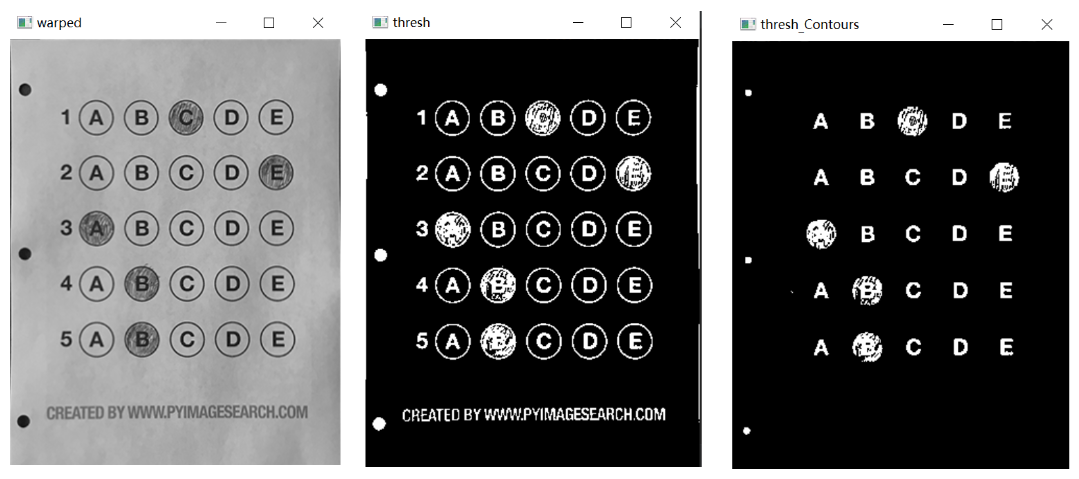 warped
1 A B C D E
2 A B C D E
3 A B C D E
4 A B C D E
5 A B C D E
CREATED BY WWW.PYIMAGESEARCH.COM
thresh
1 A B C D E
2 A B C D E
3 B C D E
4 A B C D E
5 A B C D E
CREATED BY WWW.PYIMAGESEARCH.COM
thresh_Contours
A B D E
A B C D E
B C D E
A B C D E
A B C D E